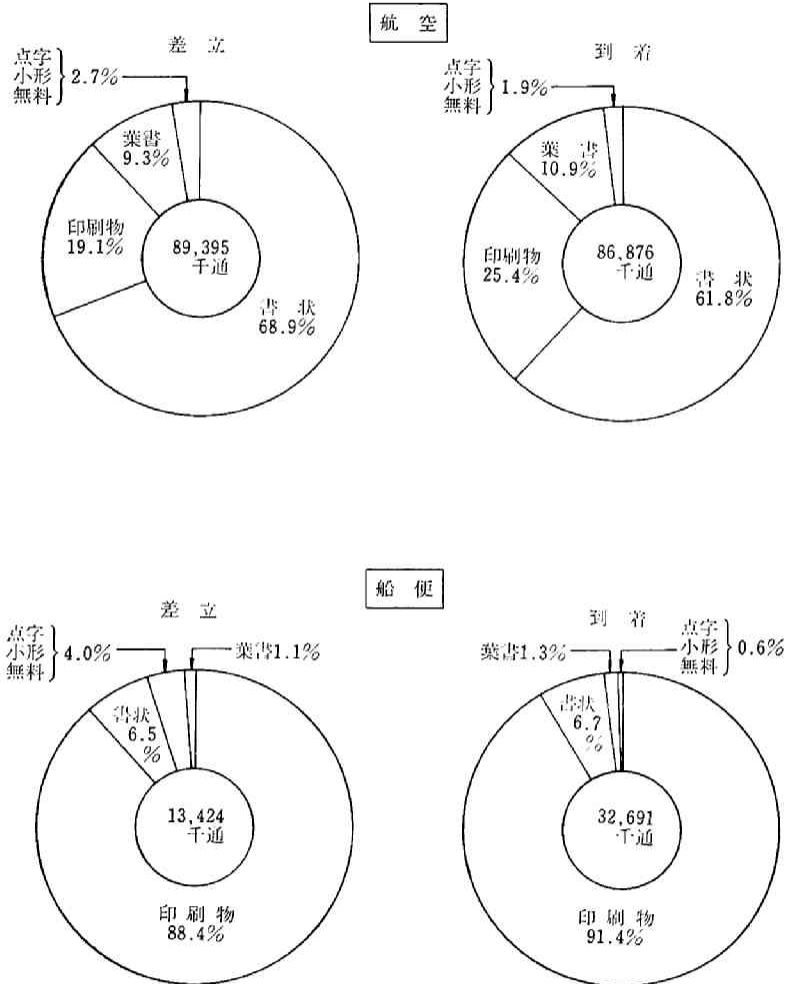 航 空
差 立
点字
小形
無料
2.7%
葉書
9.3%
印刷物
19.1%
89,395
千通
書 状
68.9%
到 着
点字
小形
無料
1.9%
葉 書
10.9%
印刷物
25.4%
86,876
千通
書 状
61.8%
船 便
差 立
点字
小形
無料
4.0%
葉書1.1%
書状
6.5
%
13,424
千通
印 刷 物
88.4%
到 着
葉書1.3%
点字
小形
無料
0.6%
書状
6.7
%
32,691
千通
印 刷 物
91.4%